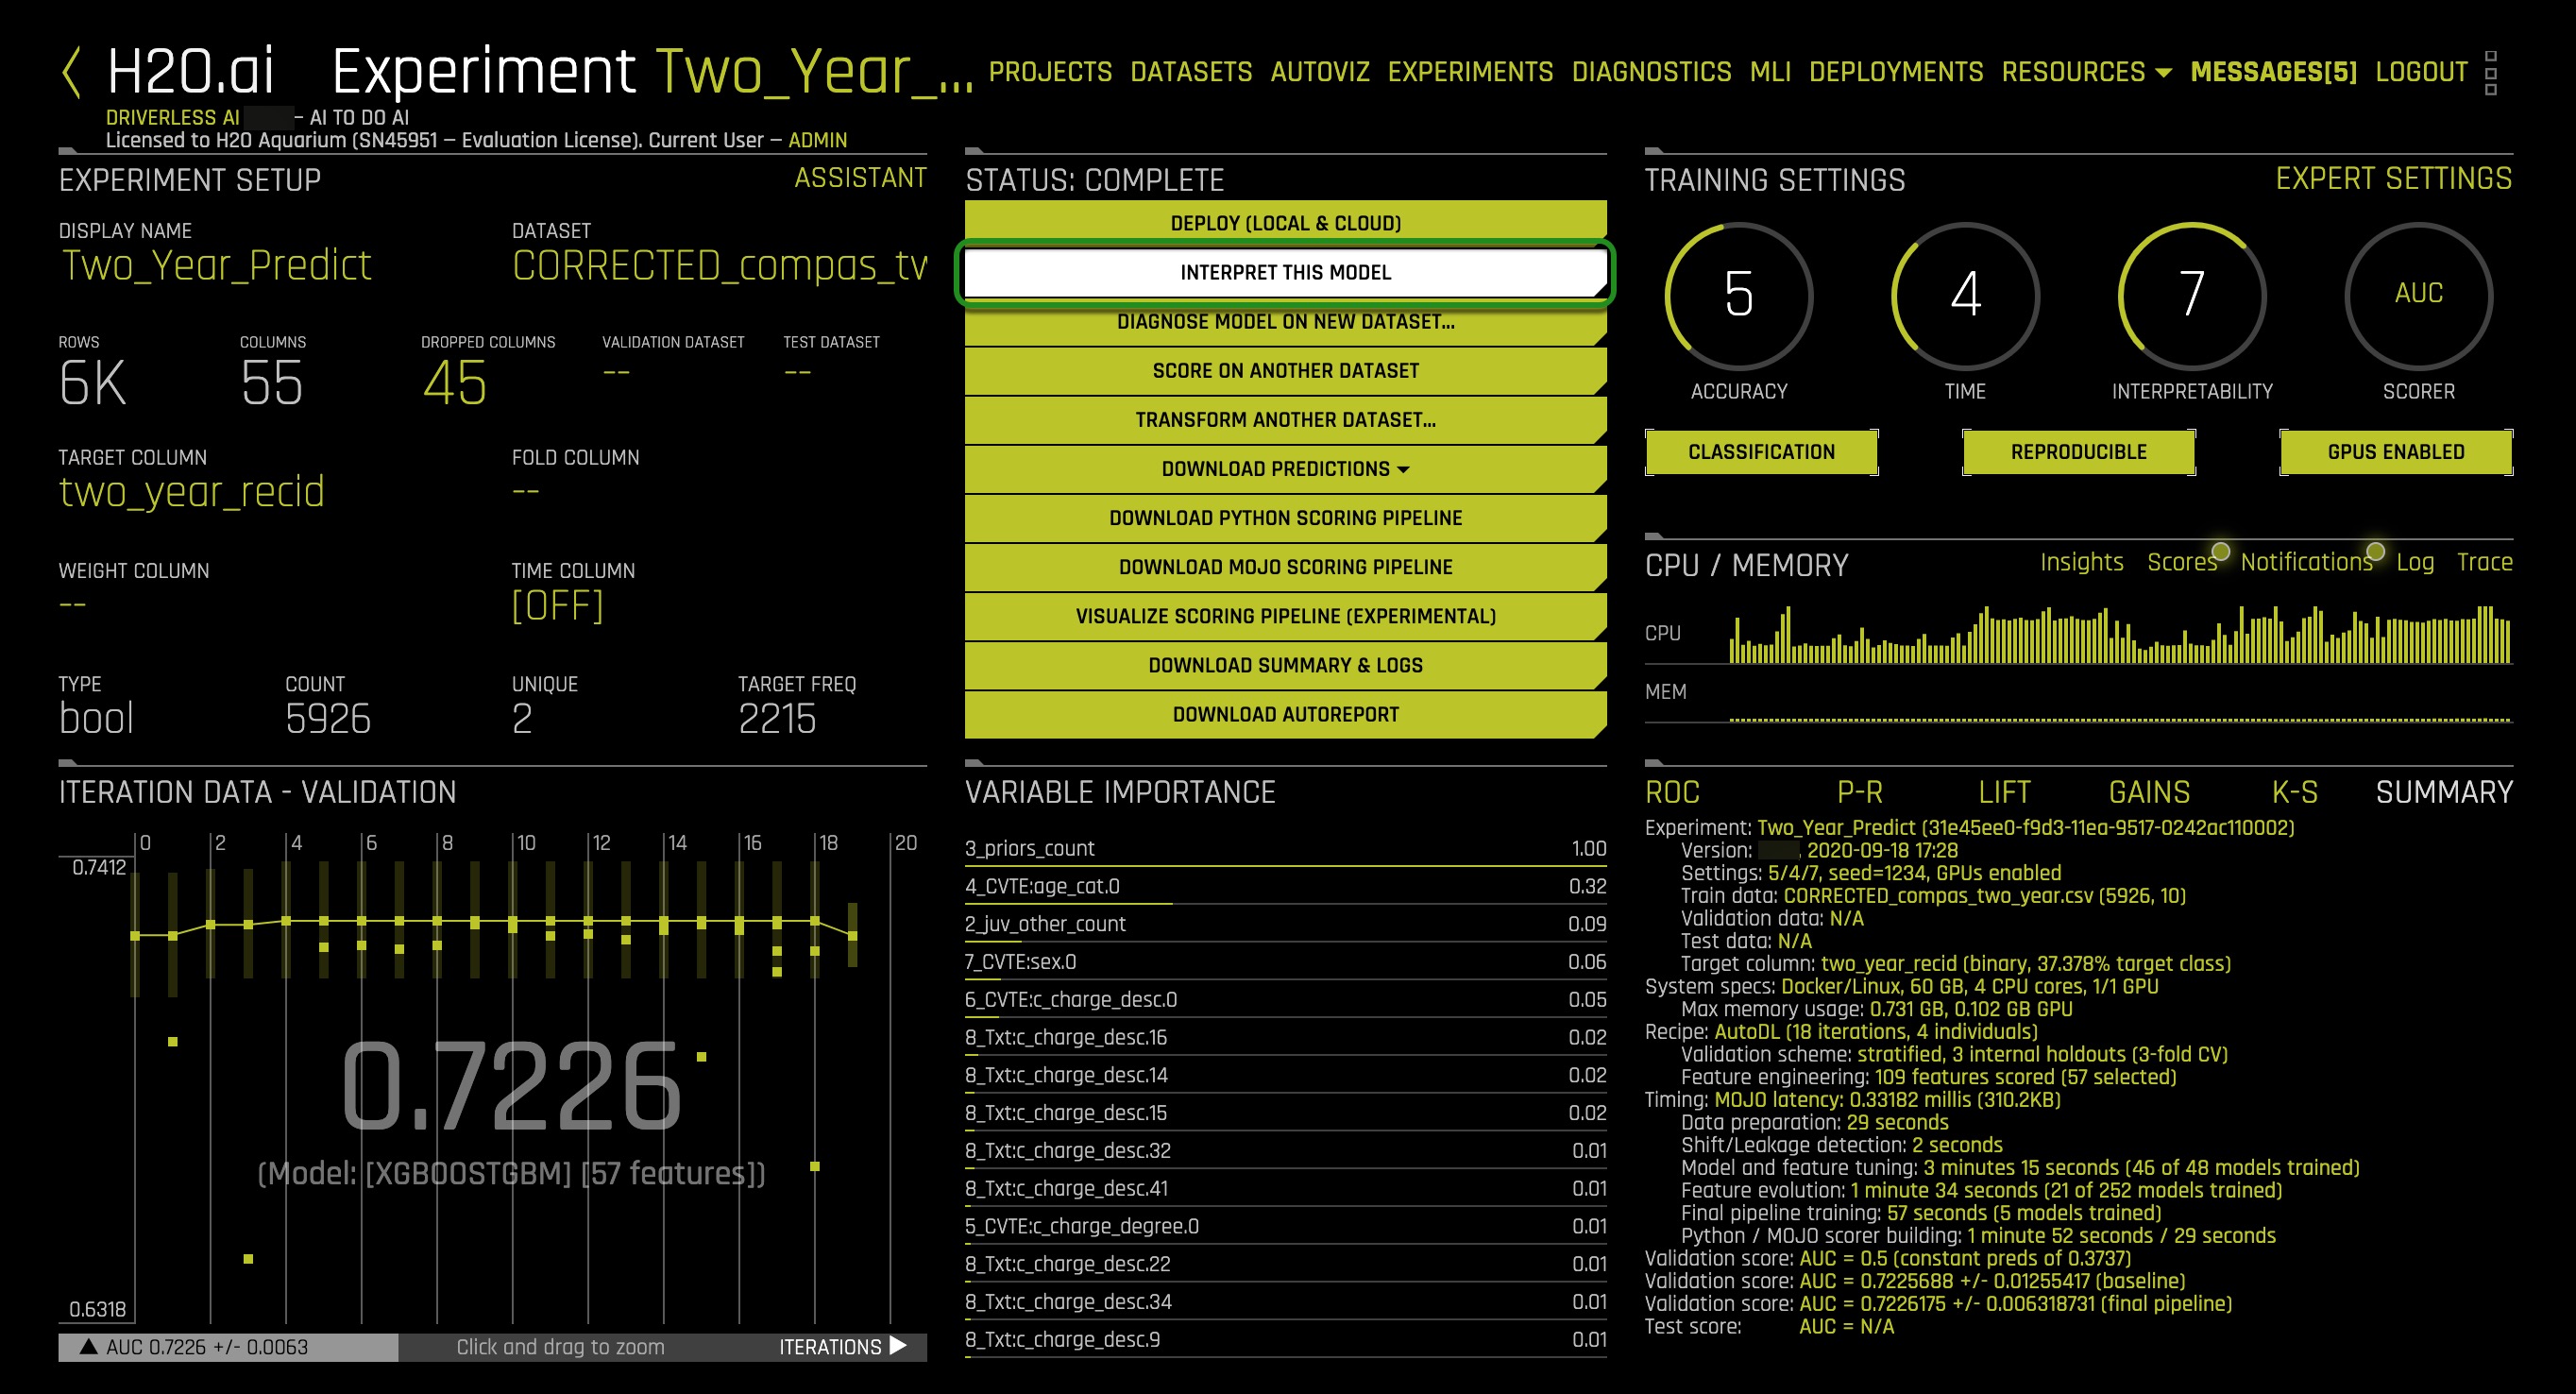 H2O.ai Experiment Two_Year_... PROJECTS DATASETS AUTOVIZ EXPERIMENTS DIAGNOSTICS MLI DEPLOYMENTS RESOURCES MESSAGES[5] LOGOUT
DRIVERLESS AI – AI TO DO AI
Licensed to H2O Aquarium (SN45951 – Evaluation License). Current User – ADMIN
EXPERIMENT SETUP ASSISTANT
DISPLAY NAME DATASET
Two_Year_Predict CORRECTED_compas_tw
ROWS COLUMNS DROPPED COLUMNS VALIDATION DATASET TEST DATASET
6K 55 45 -- --
TARGET COLUMN FOLD COLUMN
two_year_recid --
WEIGHT COLUMN TIME COLUMN
-- [OFF]
TYPE COUNT UNIQUE TARGET FREQ
bool 5926 2 2215
STATUS: COMPLETE
DEPLOY (LOCAL & CLOUD)
INTERPRET THIS MODEL
DIAGNOSE MODEL ON NEW DATASET...
SCORE ON ANOTHER DATASET
TRANSFORM ANOTHER DATASET...
DOWNLOAD PREDICTIONS
DOWNLOAD PYTHON SCORING PIPELINE
DOWNLOAD MOJO SCORING PIPELINE
VISUALIZE SCORING PIPELINE (EXPERIMENTAL)
DOWNLOAD SUMMARY & LOGS
DOWNLOAD AUTOREPORT
TRAINING SETTINGS EXPERT SETTINGS
5 4 7 AUC
ACCURACY TIME INTERPRETABILITY SCORER
CLASSIFICATION REPRODUCIBLE GPUS ENABLED
CPU / MEMORY Insights Scores Notifications Log Trace
CPU
MEM
ITERATION DATA - VALIDATION
0 2 4 6 8 10 12 14 16 18 20
0.7412
0.7226
(Model: [XGBOOSTGBM] [57 features])
0.6318
AUC 0.7226 +/- 0.0063 Click and drag to zoom ITERATIONS
VARIABLE IMPORTANCE
3_priors_count 1.00
4_CVTE:age_cat.0 0.32
2_juv_other_count 0.09
7_CVTE:sex.0 0.06
6_CVTE:c_charge_desc.0 0.05
8_Txt:c_charge_desc.16 0.02
8_Txt:c_charge_desc.14 0.02
8_Txt:c_charge_desc.15 0.02
8_Txt:c_charge_desc.32 0.01
8_Txt:c_charge_desc.41 0.01
5_CVTE:c_charge_degree.0 0.01
8_Txt:c_charge_desc.22 0.01
8_Txt:c_charge_desc.34 0.01
8_Txt:c_charge_desc.9 0.01
ROC P-R LIFT GAINS K-S SUMMARY
Experiment: Two_Year_Predict (31e45ee0-f9d3-11ea-9517-0242ac110002)
Version: , 2020-09-18 17:28
Settings: 5/4/7, seed=1234, GPUs enabled
Train data: CORRECTED_compas_two_year.csv (5926, 10)
Validation data: N/A
Test data: N/A
Target column: two_year_recid (binary, 37.378% target class)
System specs: Docker/Linux, 60 GB, 4 CPU cores, 1/1 GPU
Max memory usage: 0.731 GB, 0.102 GB GPU
Recipe: AutoDL (18 iterations, 4 individuals)
Validation scheme: stratified, 3 internal holdouts (3-fold CV)
Feature engineering: 109 features scored (57 selected)
Timing: MOJO latency: 0.33182 millis (310.2KB)
Data preparation: 29 seconds
Shift/Leakage detection: 2 seconds
Model and feature tuning: 3 minutes 15 seconds (46 of 48 models trained)
Feature evolution: 1 minute 34 seconds (21 of 252 models trained)
Final pipeline training: 57 seconds (5 models trained)
Python / MOJO scorer building: 1 minute 52 seconds / 29 seconds
Validation score: AUC = 0.5 (constant preds of 0.3737)
Validation score: AUC = 0.7225688 +/- 0.01255417 (baseline)
Validation score: AUC = 0.7226175 +/- 0.006318731 (final pipeline)
Test score: AUC = N/A